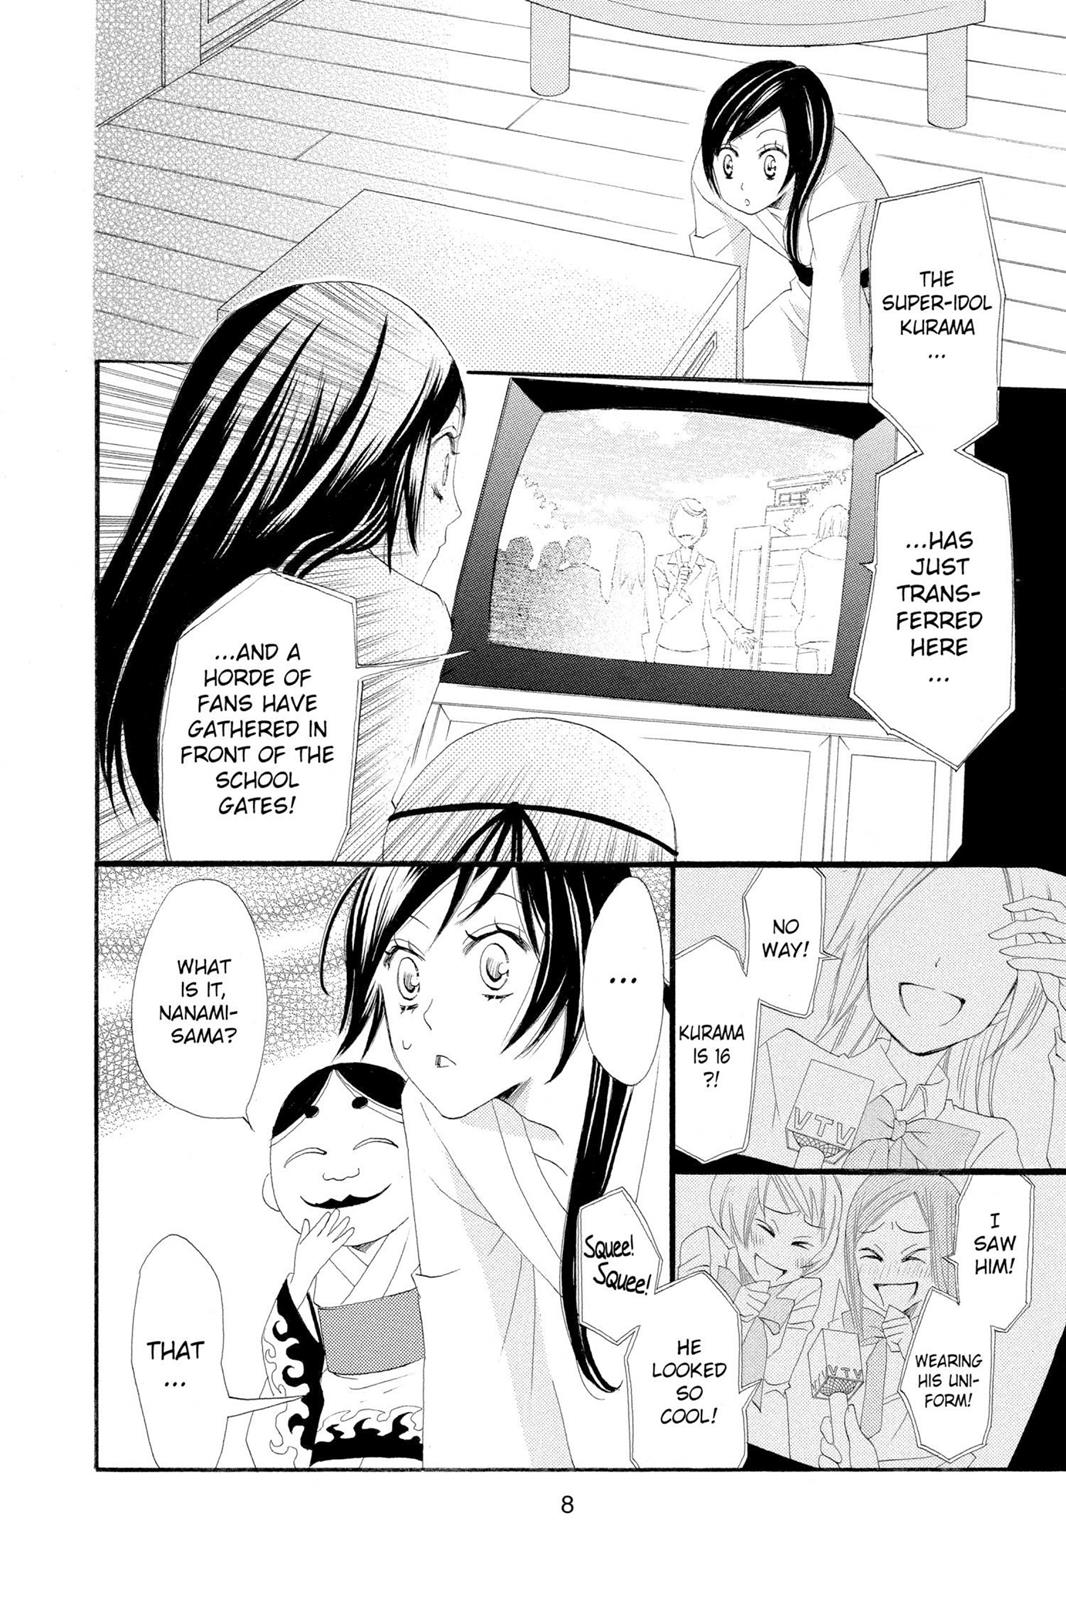 THE
SUPER-IDOL
KURAMA
...
...HAS
JUST
TRANS-
FERRED
HERE
...
...AND A
HORDE OF
FANS HAVE
GATHERED IN
FRONT OF THE
SCHOOL
GATES!
NO
WAY!
KURAMA
IS 16
?!
VTV
I
SAW
HIM!
WEARING
HIS UNI-
FORM!
VTV
HE
LOOKED
SO
COOL!
Squee!
Squee!
...
WHAT
IS IT,
NANAMI-
SAMA?
THAT
...
8